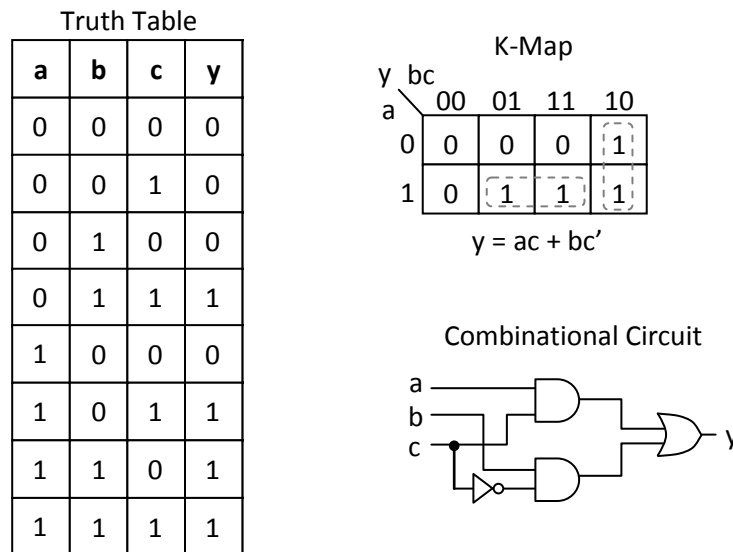 Truth Table
a b c y
0 0 0 0
0 0 1 0
0 1 0 0
0 1 1 1
1 0 0 0
1 0 1 1
1 1 0 1
1 1 1 1
K-Map
y bc
a 00 01 11 10
0 0 0 0 1
1 0 1 1 1
y = ac + bc’
Combinational Circuit
a
b
c
y